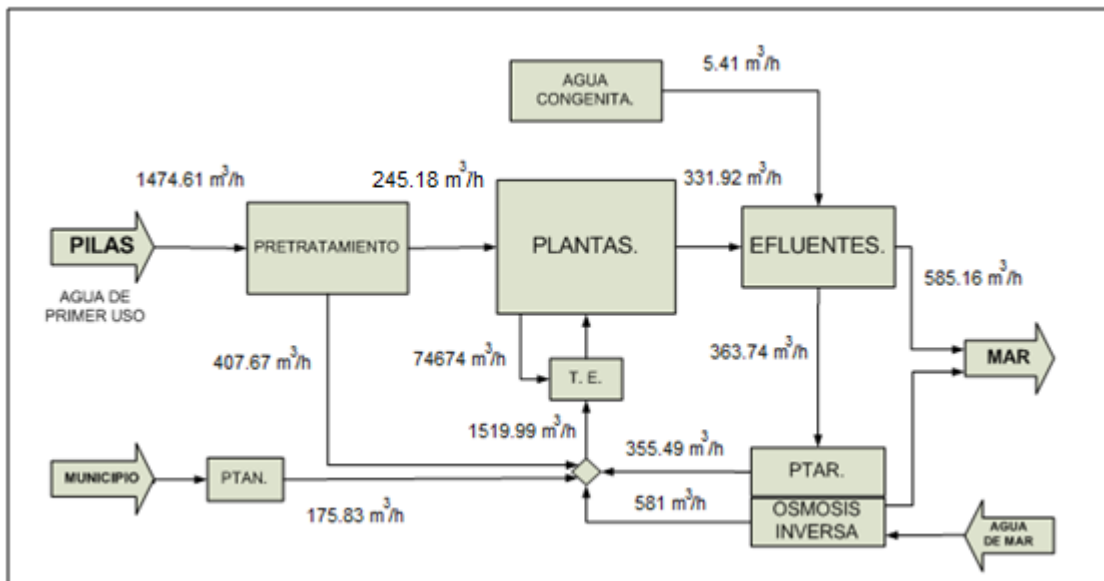 AGUA
CONGENITA.
5.41 m³/h
1474.61 m³/h
245.18 m³/h
331.92 m³/h
PILAS
PRETRATAMIENTO
PLANTAS.
EFLUENTES.
AGUA DE
PRIMER USO
585.16 m³/h
407.67 m³/h
74674 m³/h
363.74 m³/h
MAR
T. E.
1519.99 m³/h
355.49 m³/h
PTAR.
MUNICIPIO
PTAN.
175.83 m³/h
581 m³/h
OSMOSIS
INVERSA
AGUA
DE MAR